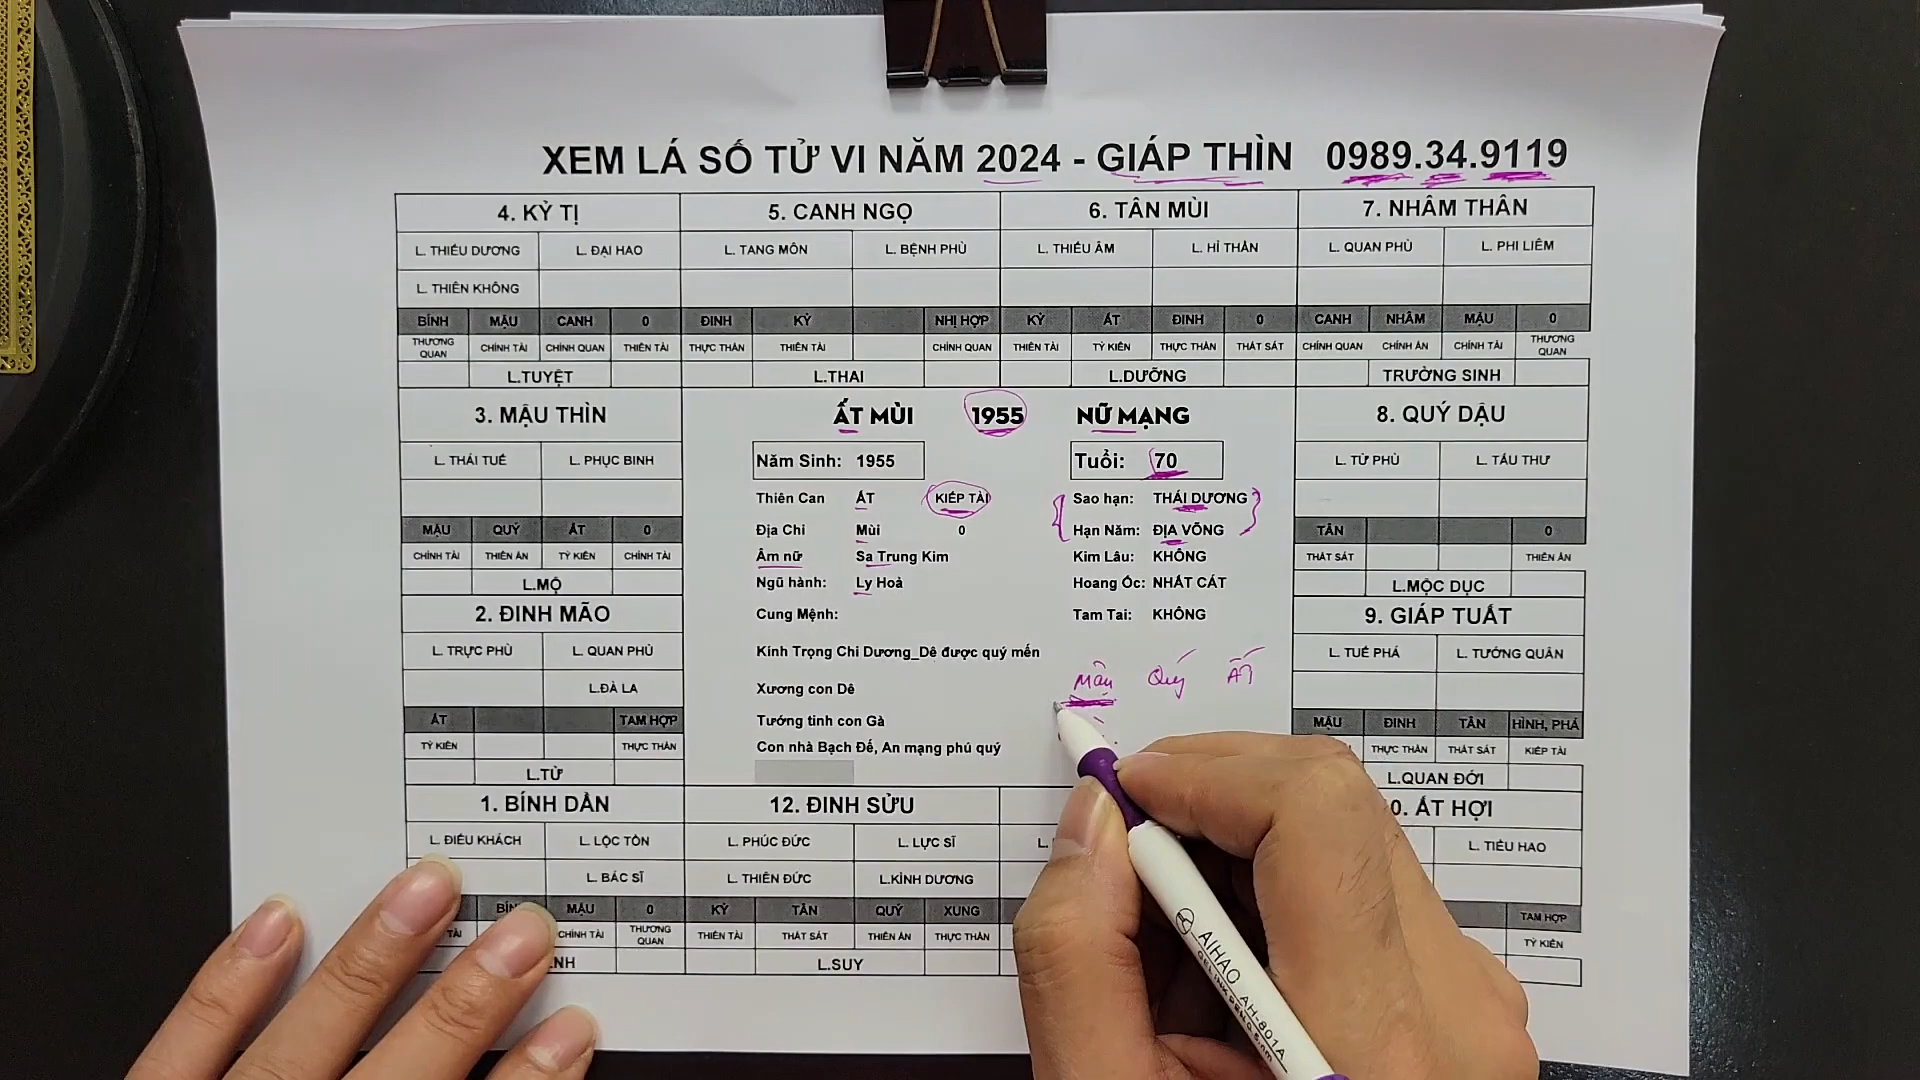 XEM LÁ SỐ TỬ VI NĂM 2024 - GIÁP THÌN 0989.34.9119
4. KỶ TỊ 5. CANH NGỌ 6. TÂN MÙI 7. NHÂM THÂN
L. THIẾU DƯƠNG L. ĐẠI HAO L. TANG MÔN L. BỆNH PHÙ L. THIẾU ÂM L. HỈ THẦN L. QUAN PHÙ L. PHI LIÊM
L. THIÊN KHÔNG
BÍNH MẬU CANH 0 ĐINH KỶ NHỊ HỢP KỶ ẤT ĐINH 0 CANH NHÂM MẬU 0
THƯƠNG QUAN CHÍNH TÀI CHÍNH QUAN THIÊN TÀI THỰC THẦN THIÊN TÀI CHÍNH QUAN THIÊN TÀI TỶ KIÊN THỰC THẦN THẤT SÁT CHÍNH QUAN CHÍNH ẤN CHÍNH TÀI THƯƠNG QUAN
L.TUYỆT L.THAI L.DƯỠNG TRƯỜNG SINH
3. MẬU THÌN ẤT MÙI 1955 NỮ MẠNG 8. QUÝ DẬU
L. THÁI TUẾ L. PHỤC BINH Năm Sinh: 1955 Tuổi: 70 L. TỬ PHÙ L. TẤU THƯ
Thiên Can ẤT KIẾP TÀI Sao hạn: THÁI DƯƠNG
MẬU QUÝ ẤT 0 Địa Chi Mùi 0 Hạn Năm: ĐỊA VÕNG TÂN 0
CHÍNH TÀI THIÊN ẤN TỶ KIÊN CHÍNH TÀI Âm nữ Sa Trung Kim Kim Lâu: KHÔNG THẤT SÁT THIÊN ẤN
L.MỘ Ngũ hành: Ly Hoả Hoang Ốc: NHẤT CÁT L.MỘC DỤC
2. ĐINH MÃO Cung Mệnh: Tam Tai: KHÔNG 9. GIÁP TUẤT
L. TRỰC PHÙ L. QUAN PHỦ Kính Trọng Chi Dương_Dê được quý mến L. TUẾ PHÁ L. TƯỚNG QUÂN
L.ĐÀ LA Xương con Dê Mậu Quý ẤT
ẤT TAM HỢP Tướng tinh con Gà MẬU ĐINH TÂN HÌNH, PHÁ
TỶ KIÊN THỰC THẦN Con nhà Bạch Đế, An mạng phú quý THỰC THẦN THẤT SÁT KIẾP TÀI
L.TỬ L.QUAN ĐỚI
1. BÍNH DẦN 12. ĐINH SỬU 0. ẤT HỢI
L. ĐIẾU KHÁCH L. LỘC TỒN L. PHÚC ĐỨC L. LỰC SĨ L. L. TIỂU HAO
L. BÁC SĨ L. THIÊN ĐỨC L.KÌNH DƯƠNG
MẬU 0 KỶ TÂN QUÝ XUNG TAM HỢP
CHÍNH TÀI THƯƠNG QUAN THIÊN TÀI THẤT SÁT THIÊN ẤN THỰC THẦN TỶ KIÊN
L.SUY
AIHAO AH-801A
GEL INK PEN 0.5mm